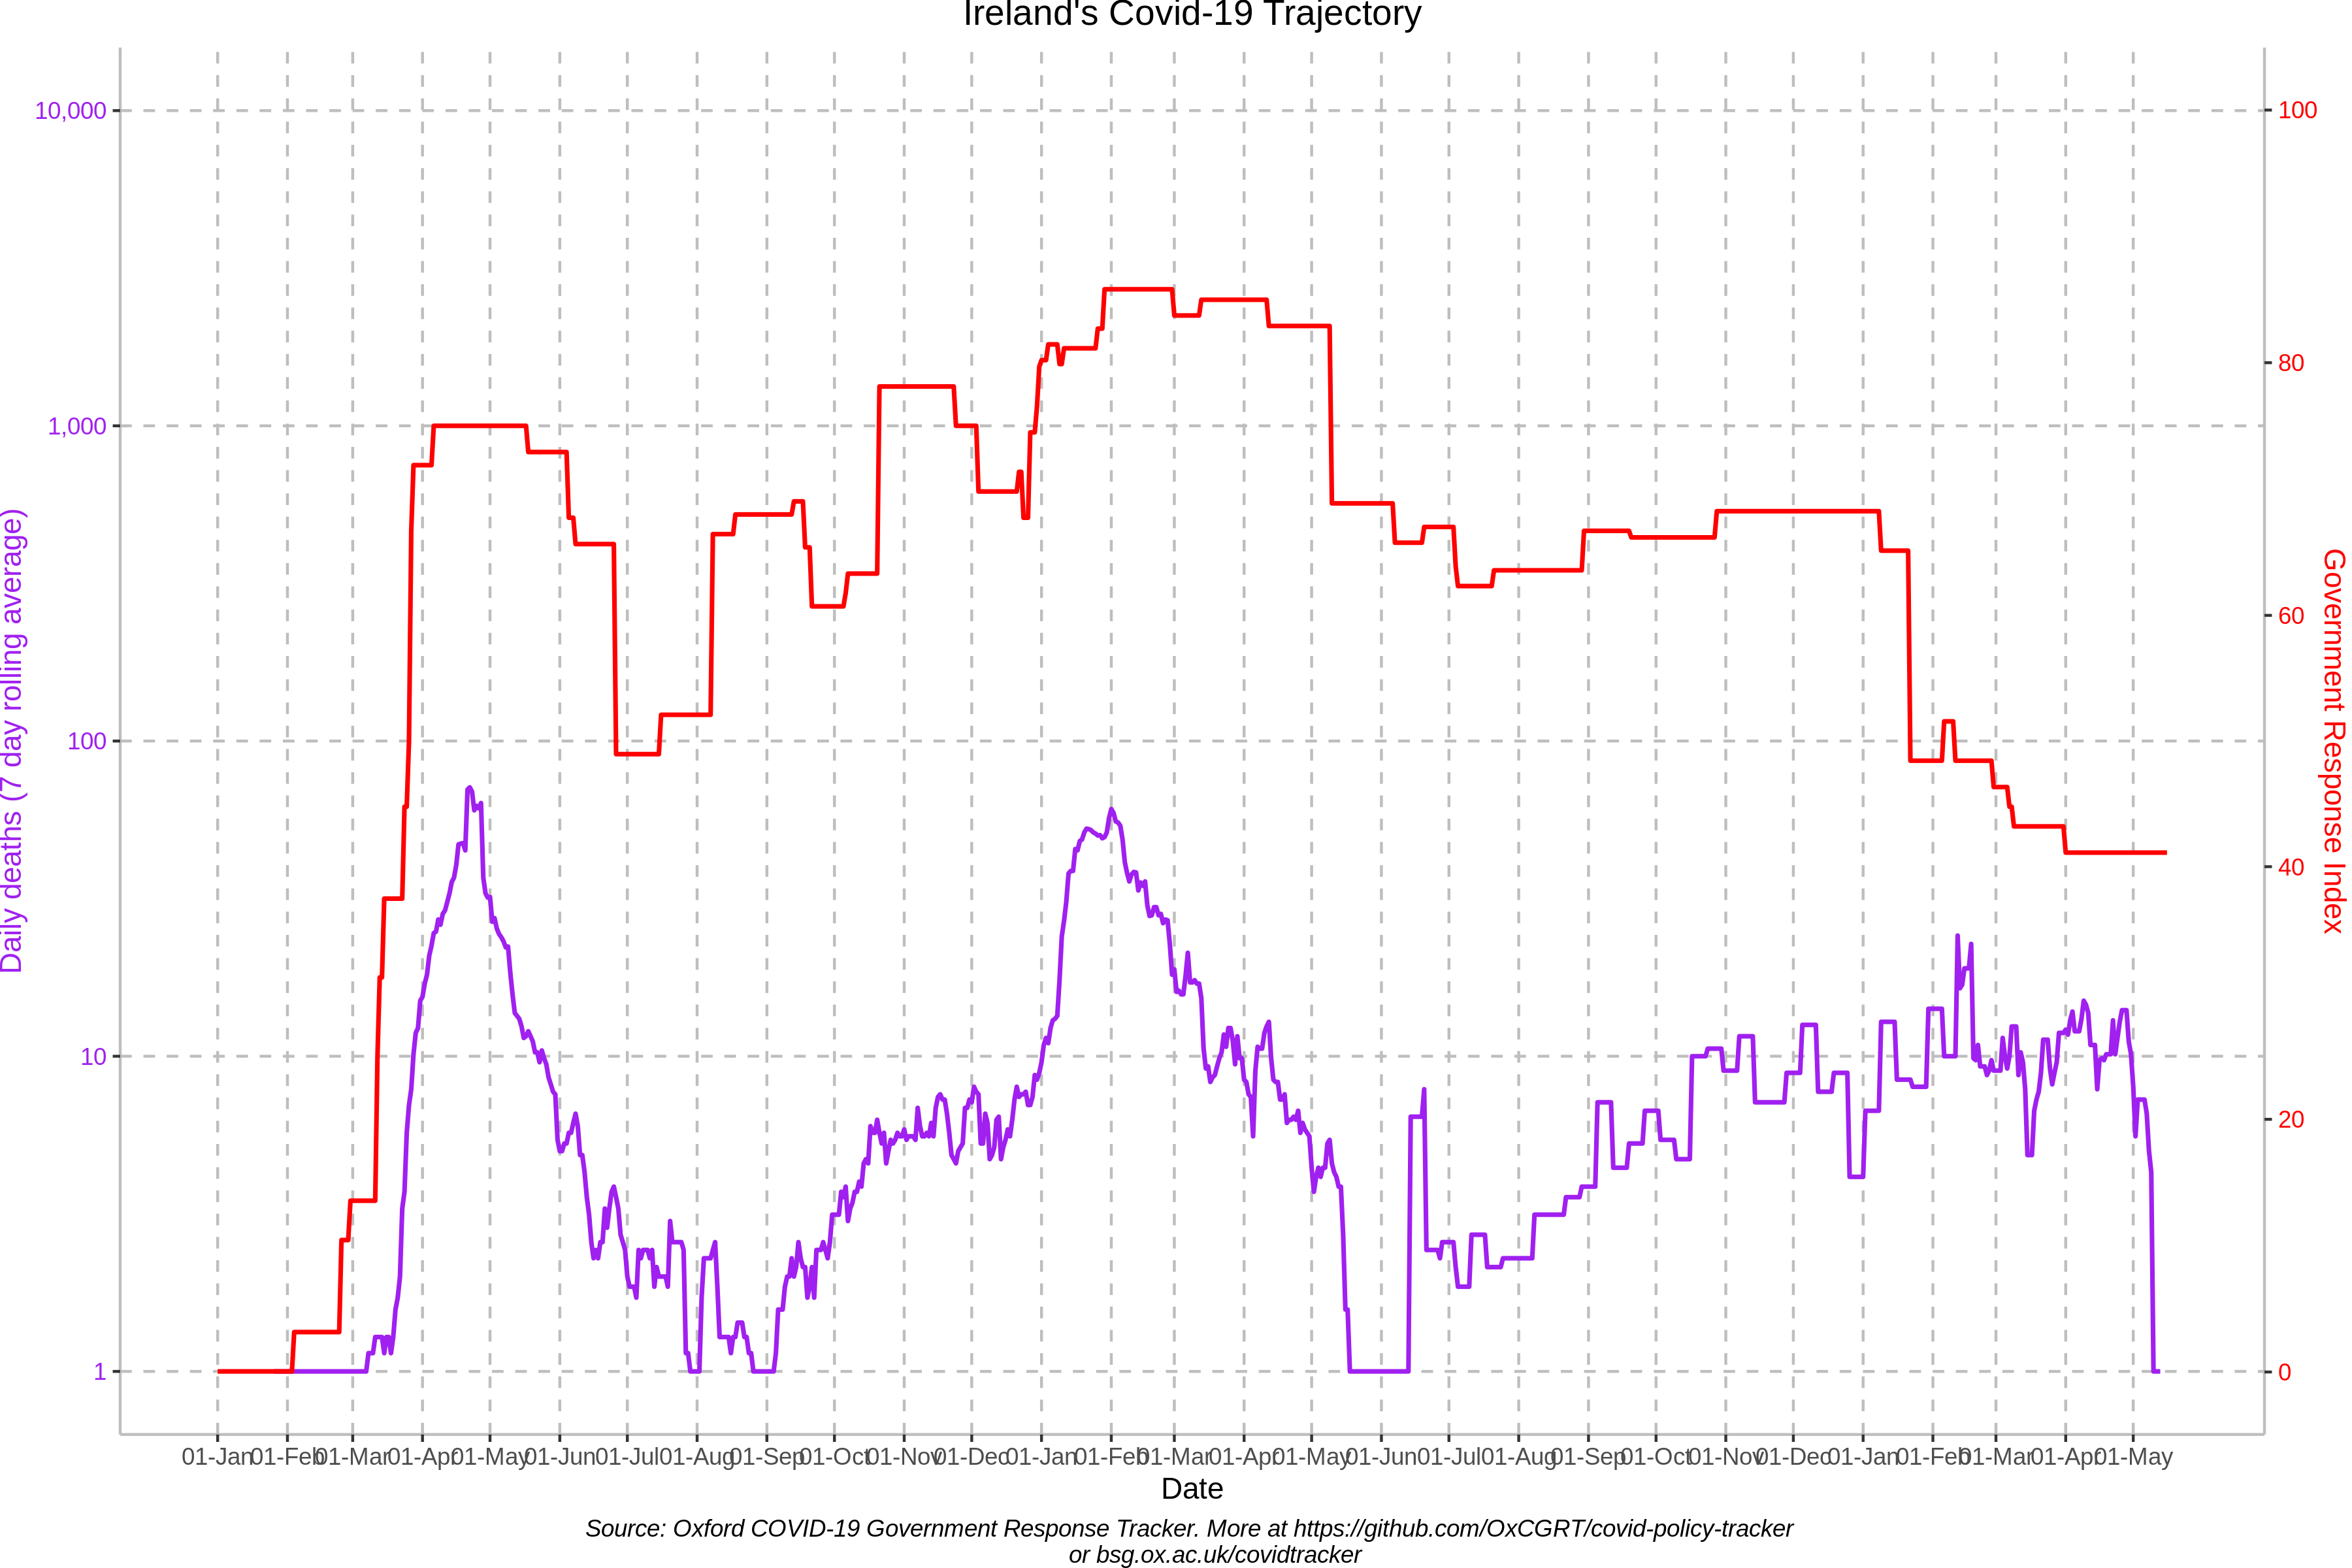 Ireland's Covid-19 Trajectory
10,000
1,000
100
10
1
Daily deaths (7 day rolling average)
100
80
60
40
20
0
Government Response Index
01-Jan 01-Feb 01-Mar 01-Apr 01-May 01-Jun 01-Jul 01-Aug 01-Sep 01-Oct 01-Nov 01-Dec 01-Jan 01-Feb 01-Mar 01-Apr 01-May 01-Jun 01-Jul 01-Aug 01-Sep 01-Oct 01-Nov 01-Dec 01-Jan 01-Feb 01-Mar 01-Apr 01-May
Date
Source: Oxford COVID-19 Government Response Tracker. More at https://github.com/OxCGRT/covid-policy-tracker
or bsg.ox.ac.uk/covidtracker